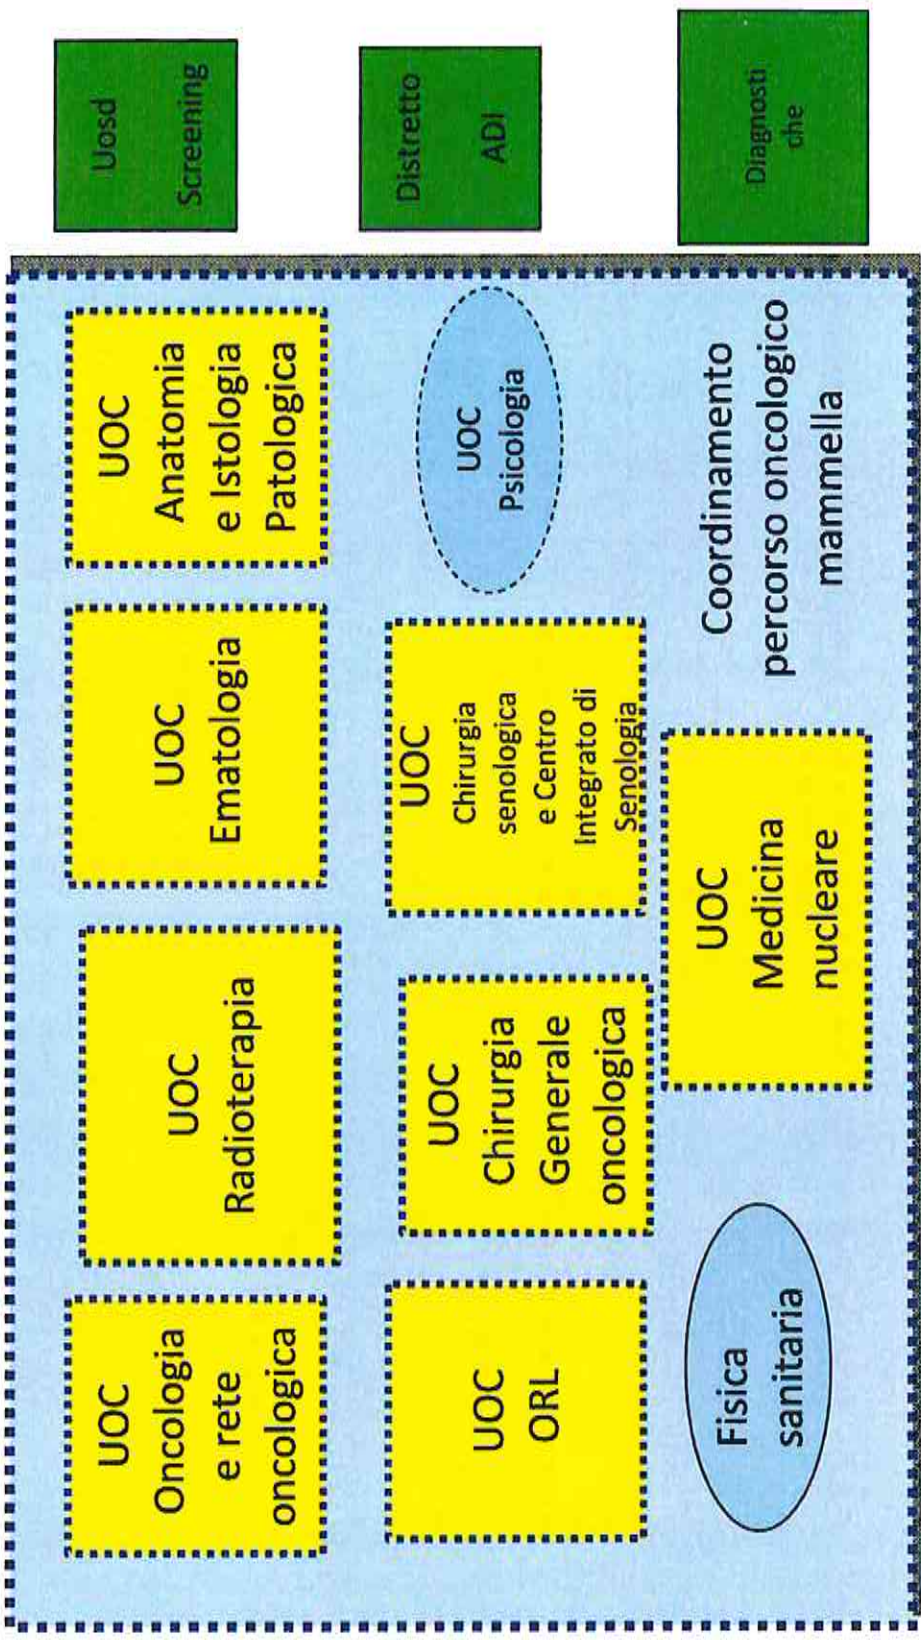 UOC
Oncologia
e rete
oncologica
UOC
Radioterapia
UOC
Ematologia
UOC
Anatomia
e Istologia
Patologica
Uosd
Screening
UOC
ORL
UOC
Chirurgia
Generale
oncologica
UOC
Chirurgia
senologica
e Centro
Integrato di
Senologia
UOC
Psicologia
Distretto
ADI
Fisica
sanitaria
UOC
Medicina
nucleare
Coordinamento
percorso oncologico
mammella
Diagnosti
che